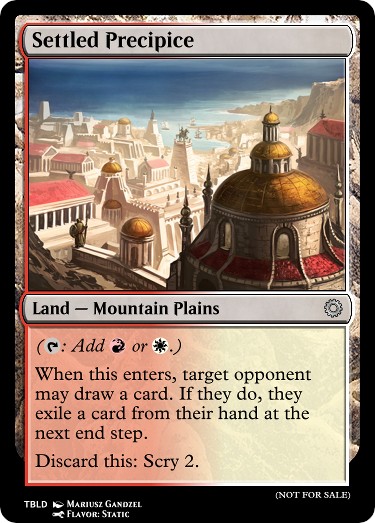 Settled Precipice
Land — Mountain Plains
(: Add  or .)
When this enters, target opponent
may draw a card. If they do, they
exile a card from their hand at the
next end step.
Discard this: Scry 2.
TBLD Mariusz Gandzel
Flavor: Static
(NOT FOR SALE)